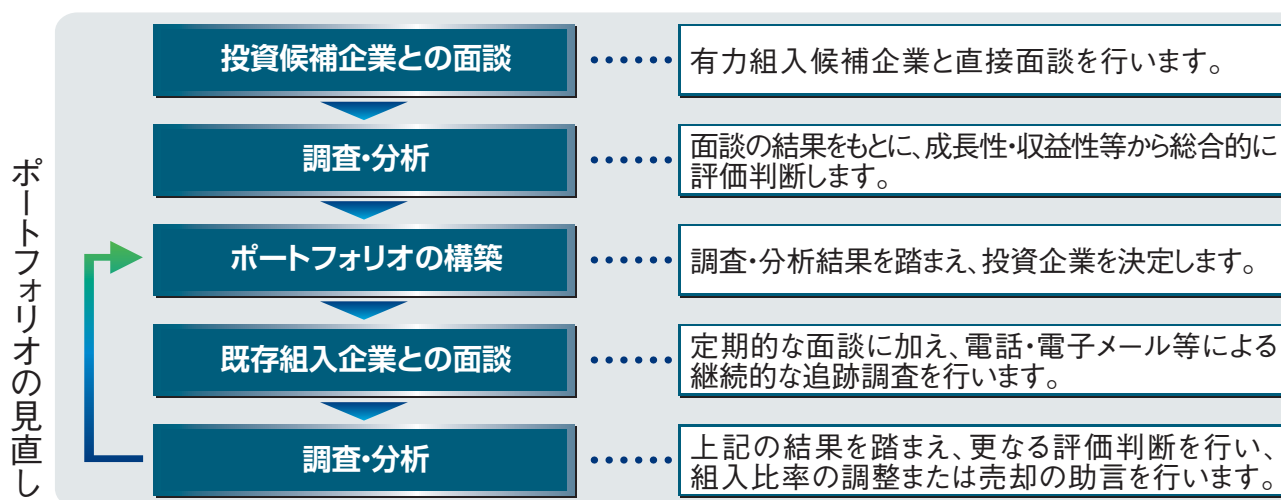 投資候補企業との面談
有力組入候補企業と直接面談を行います。
調査・分析
面談の結果をもとに、成長性・収益性等から総合的に
評価判断します。
ポートフォリオの構築
調査・分析結果を踏まえ、投資企業を決定します。
既存組入企業との面談
定期的な面談に加え、電話・電子メール等による
継続的な追跡調査を行います。
調査・分析
上記の結果を踏まえ、更なる評価判断を行い、
組入比率の調整または売却の助言を行います。
ポートフォリオの見直し